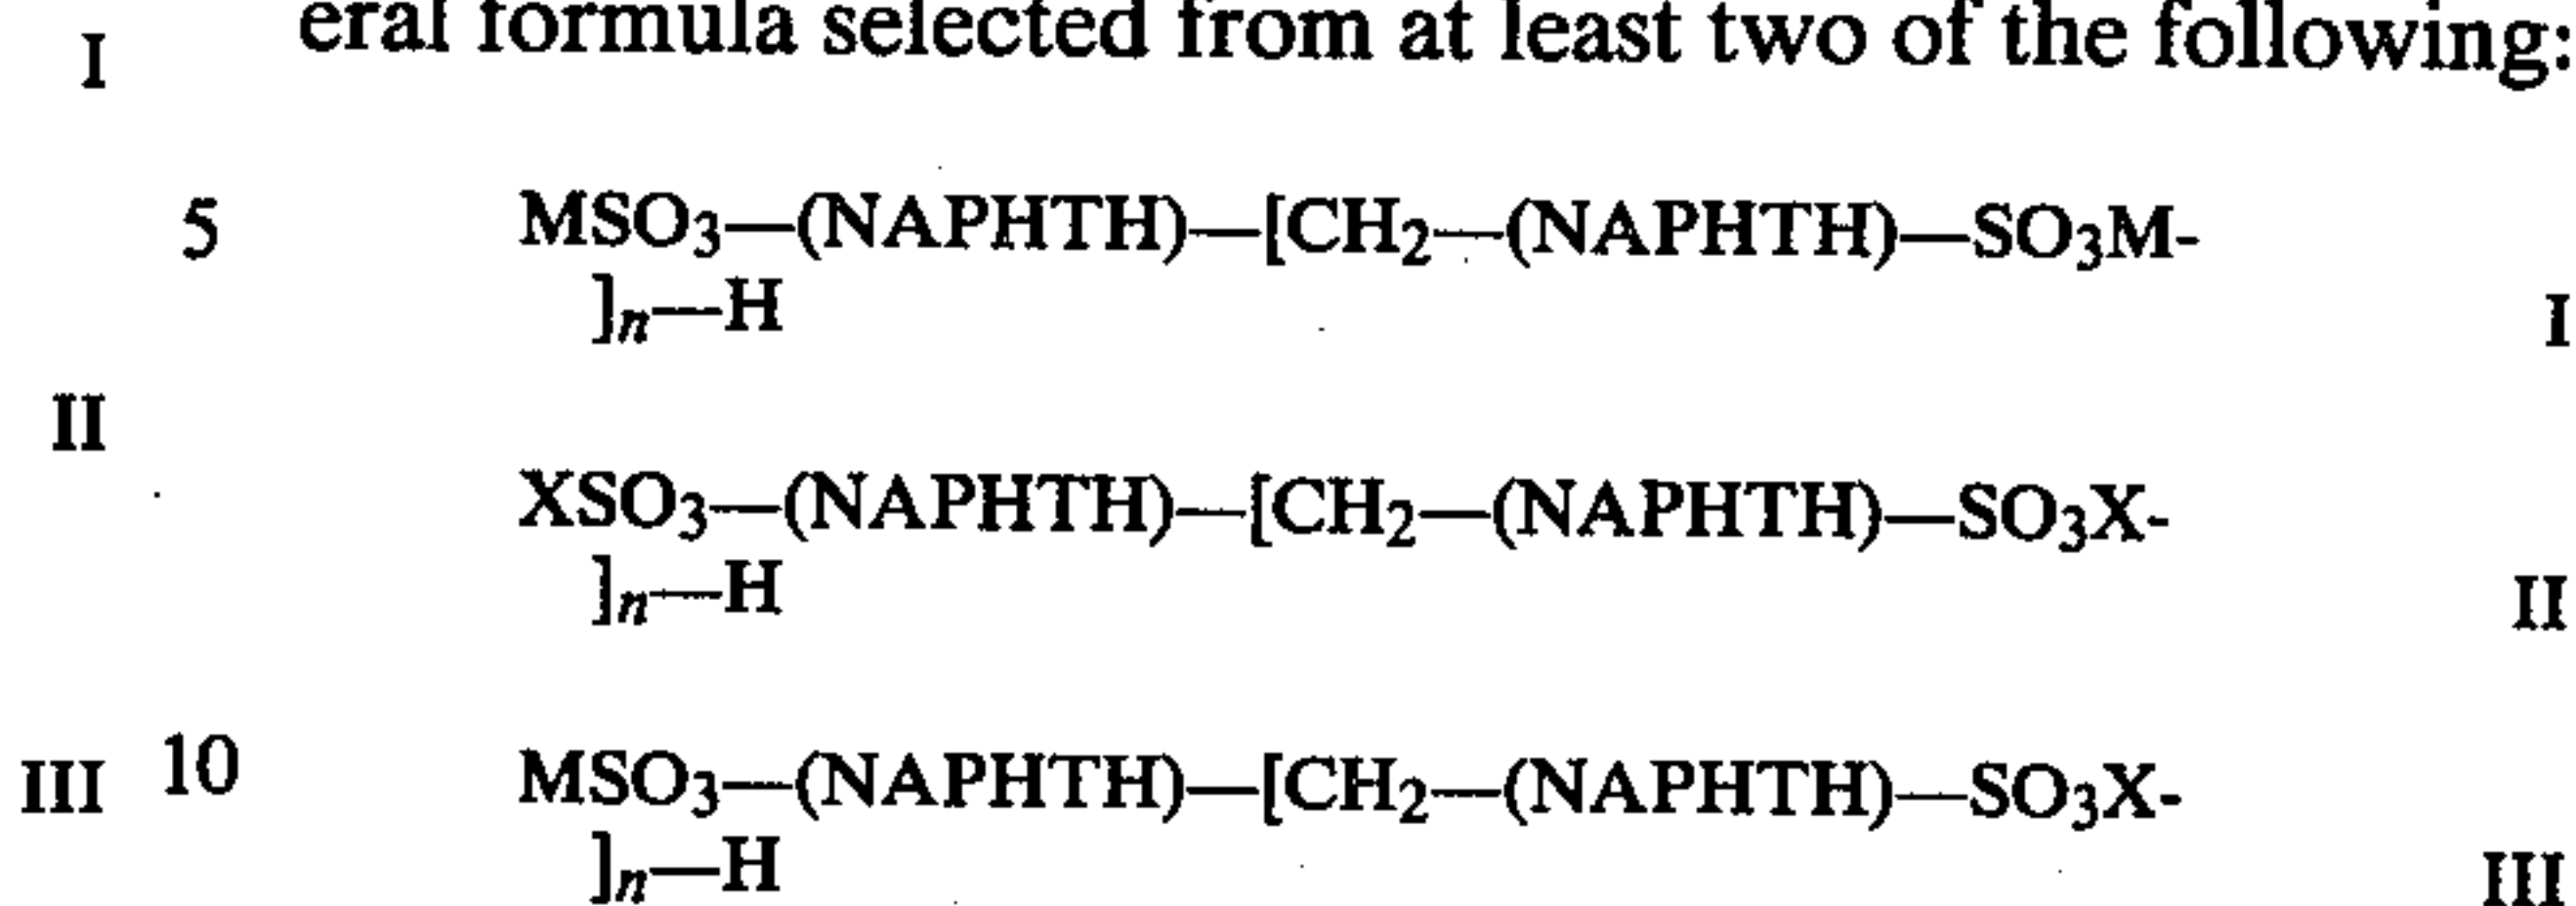 I eral formula selected from at least two of the following:
5 MSO₃—(NAPHTH)—[CH₂—(NAPHTH)—SO₃M-
]ₙ—H I
II
XSO₃—(NAPHTH)—[CH₂—(NAPHTH)—SO₃X-
]ₙ—H II
III 10 MSO₃—(NAPHTH)—[CH₂—(NAPHTH)—SO₃X-
]ₙ—H III